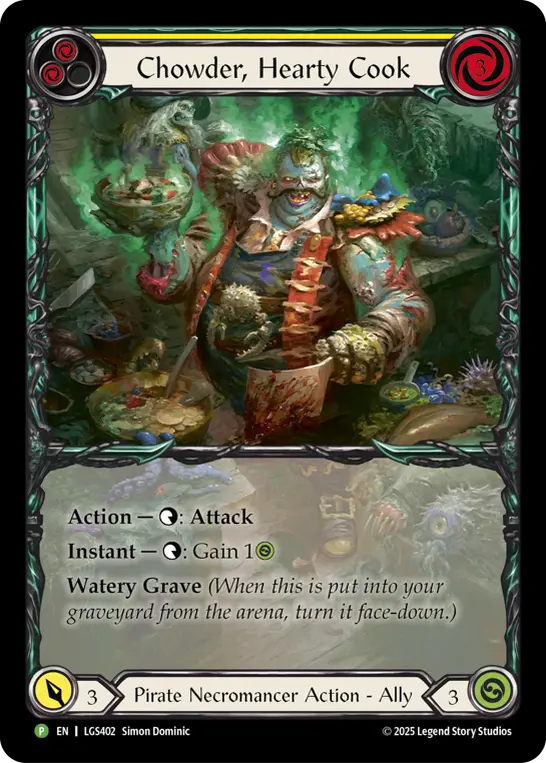 3
Chowder, Hearty Cook
Action — : Attack
Instant — : Gain 1
Watery Grave (When this is put into your
graveyard from the arena, turn it face-down.)
3 Pirate Necromancer Action - Ally 3
P EN | LGS402 Simon Dominic © 2025 Legend Story Studios